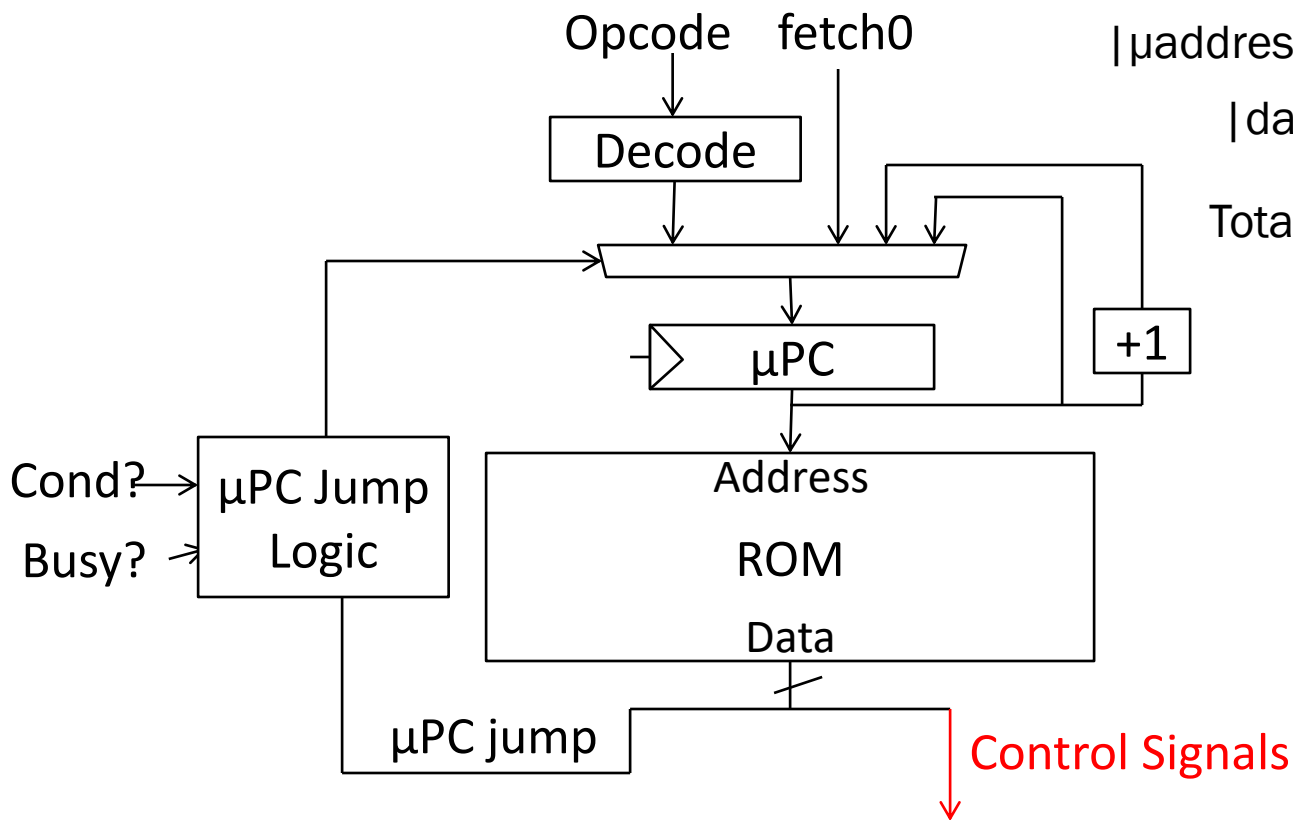 Opcode
fetch0
|μaddres
|da
Decode
Tota
+1
μPC
Cond?
μPC Jump
Logic
Busy?
Address
ROM
Data
μPC jump
Control Signals